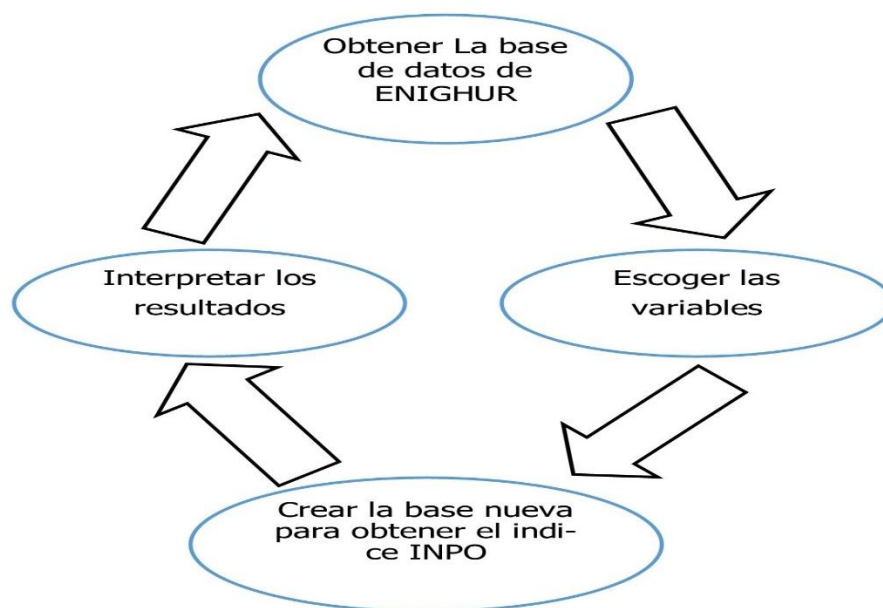 Obtener La base
de datos de
ENIGHUR
Escoger las
variables
Crear la base nueva
para obtener el indi-
ce INPO
Interpretar los
resultados